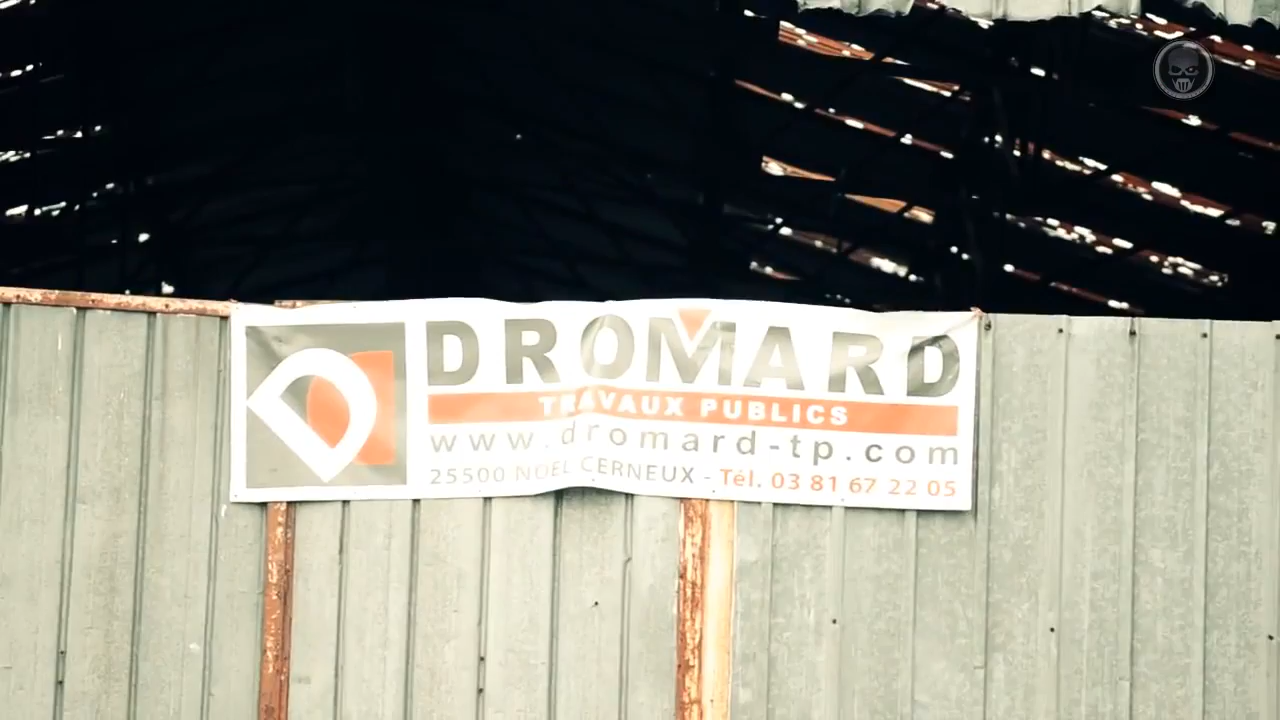 DROMARD
TRAVAUX PUBLICS
www.dromard-tp.com
25500 NOËL CERNEUX - Tél. 03 81 67 22 05